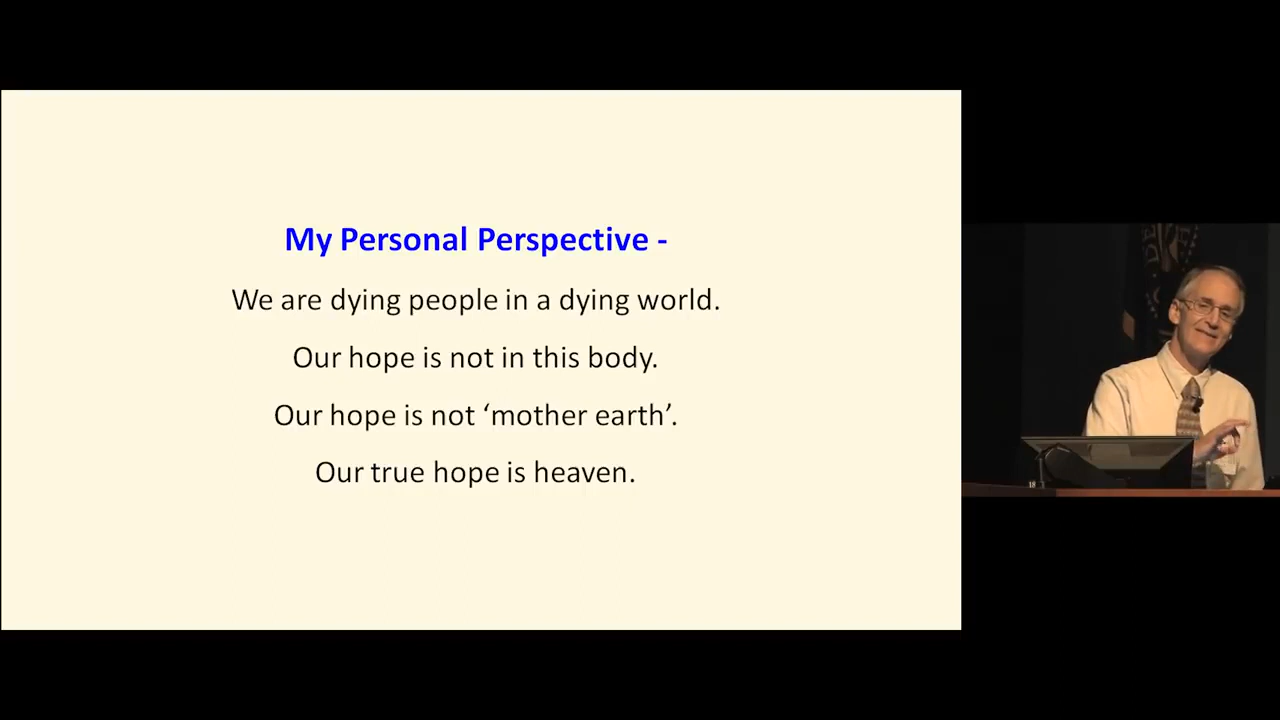 My Personal Perspective -
We are dying people in a dying world.
Our hope is not in this body.
Our hope is not ‘mother earth’.
Our true hope is heaven.